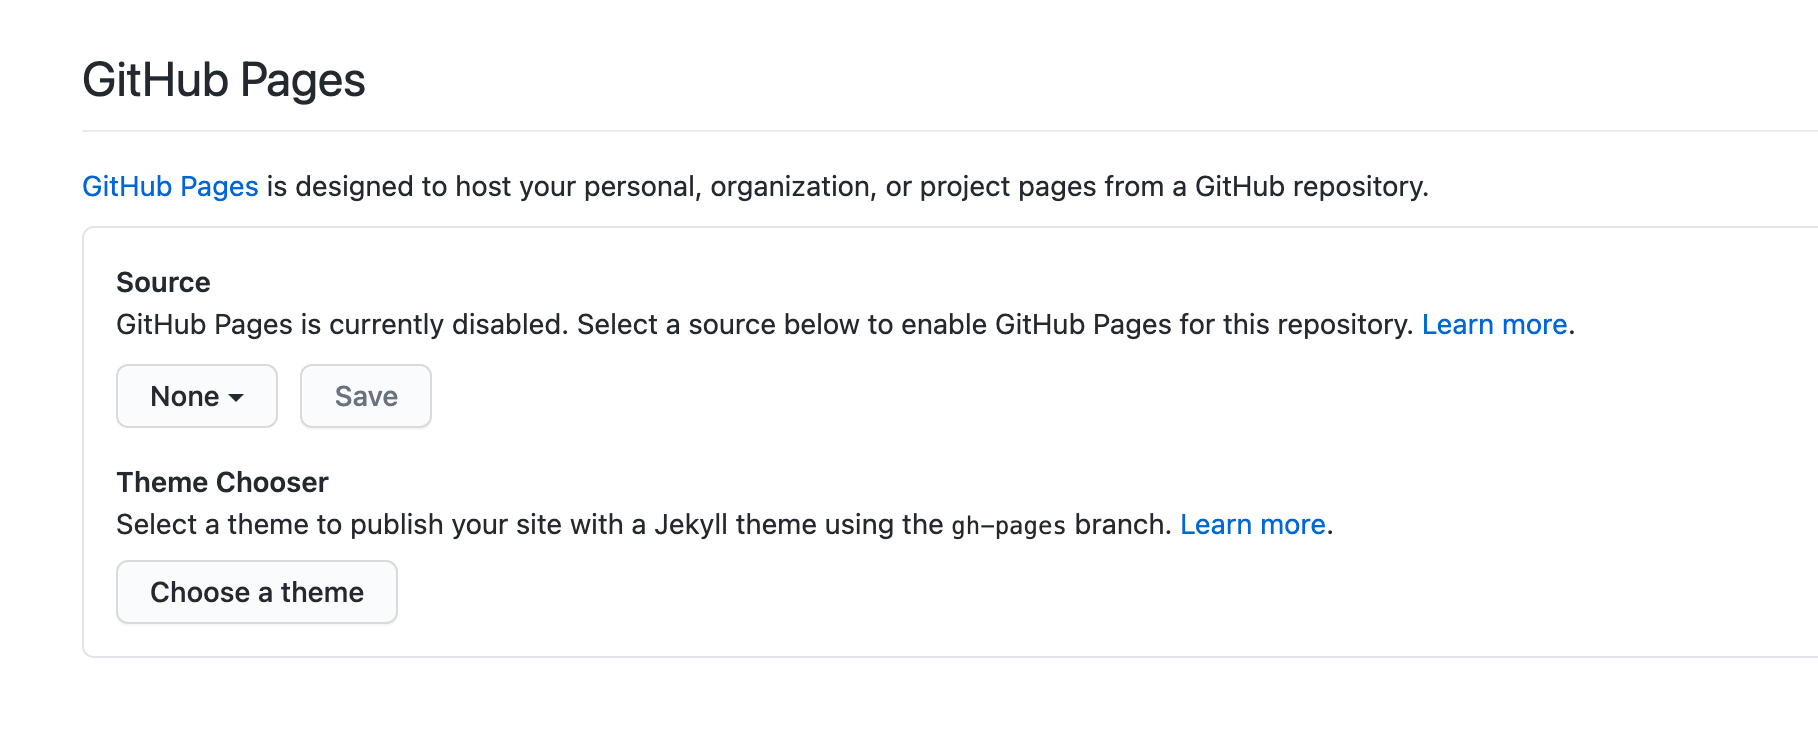 GitHub Pages
GitHub Pages is designed to host your personal, organization, or project pages from a GitHub repository.
Source
GitHub Pages is currently disabled. Select a source below to enable GitHub Pages for this repository. Learn more.
None Save
Theme Chooser
Select a theme to publish your site with a Jekyll theme using the gh-pages branch. Learn more.
Choose a theme